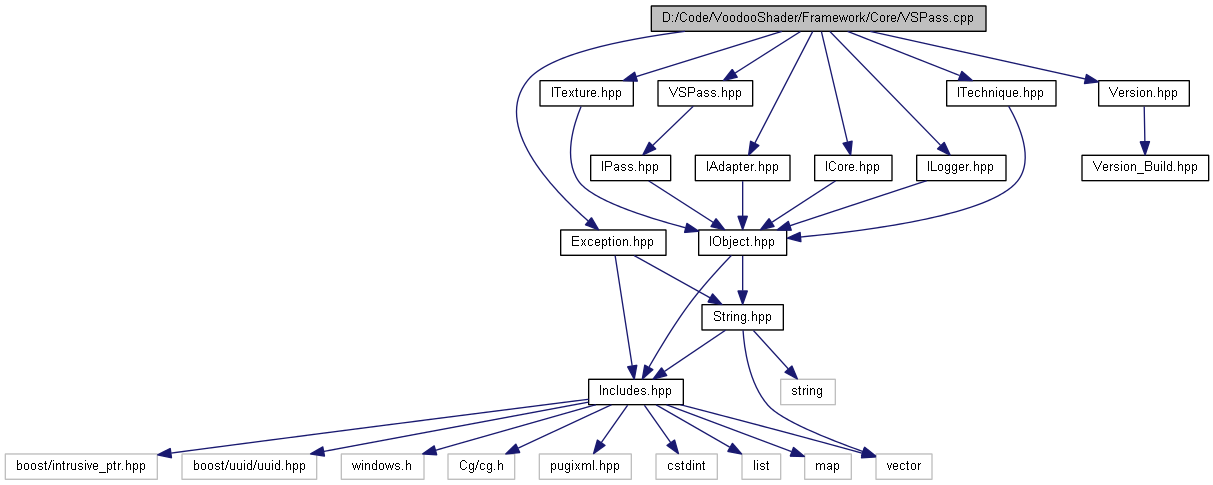 D:/Code/VoodooShader/Framework/Core/VSPass.cpp
ITexture.hpp
VSPass.hpp
ITechnique.hpp
Version.hpp
IPass.hpp
IAdapter.hpp
ICore.hpp
ILogger.hpp
Version_Build.hpp
Exception.hpp
IObject.hpp
String.hpp
Includes.hpp
string
boost/intrusive_ptr.hpp
boost/uuid/uuid.hpp
windows.h
Cg/cg.h
pugixml.hpp
cstdint
list
map
vector